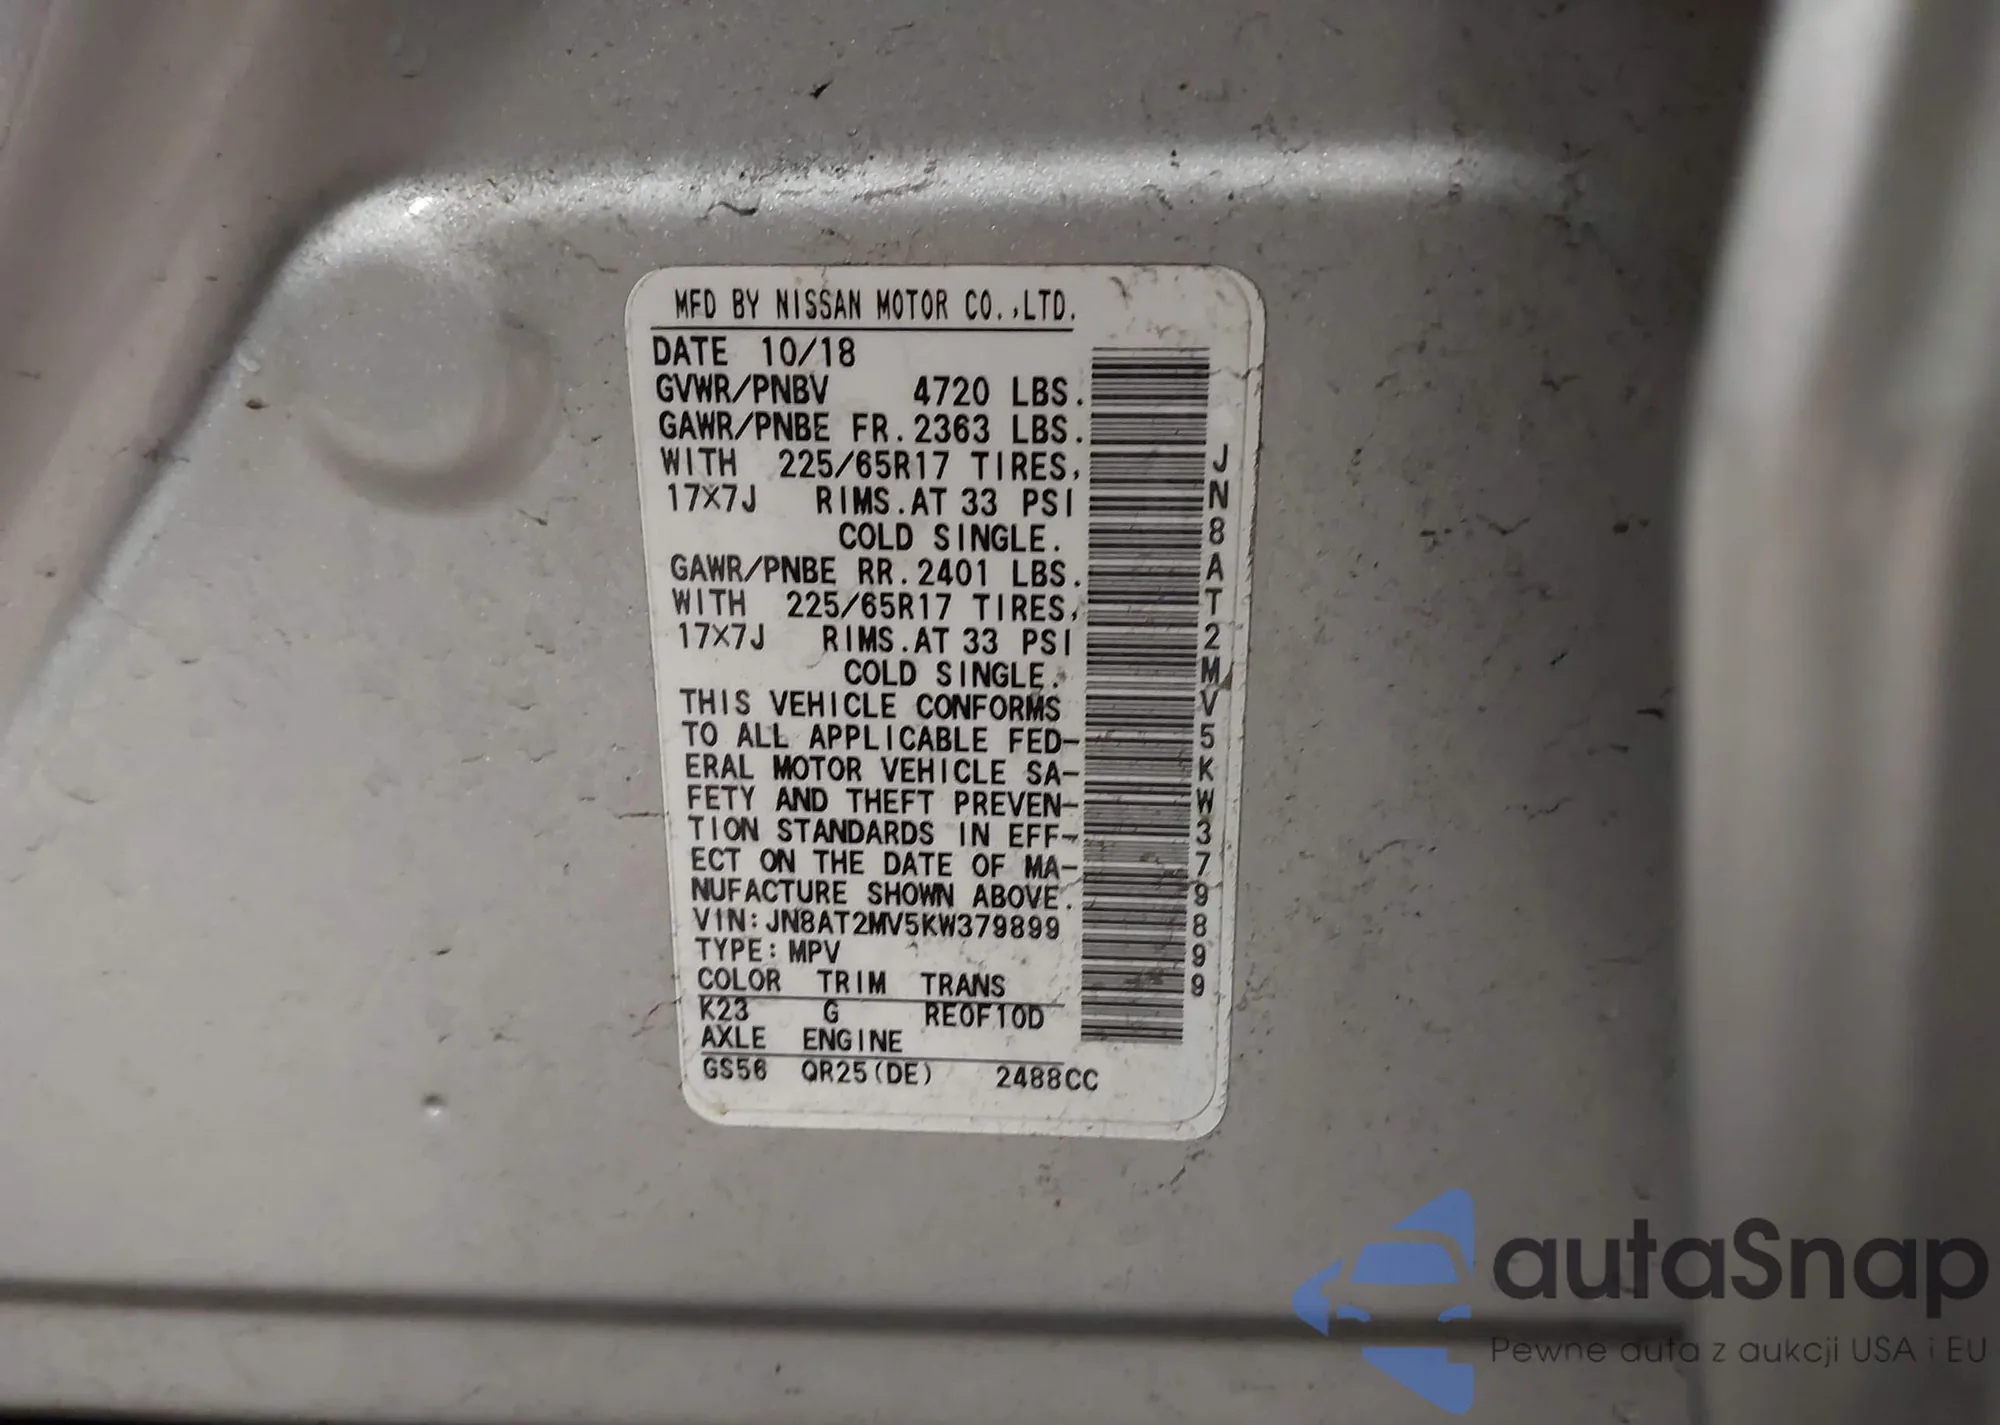 MFD BY NISSAN MOTOR CO.,LTD.
DATE 10/18
GVWR/PNBV 4720 LBS.
GAWR/PNBE FR.2363 LBS.
WITH 225/65R17 TIRES,
17X7J RIMS.AT 33 PSI
COLD SINGLE.
GAWR/PNBE RR.2401 LBS.
WITH 225/65R17 TIRES,
17X7J RIMS.AT 33 PSI
COLD SINGLE.
THIS VEHICLE CONFORMS
TO ALL APPLICABLE FED-
ERAL MOTOR VEHICLE SA-
FETY AND THEFT PREVEN-
TION STANDARDS IN EFF-
ECT ON THE DATE OF MA-
NUFACTURE SHOWN ABOVE.
VIN:JN8AT2MV5KW379899
TYPE:MPV
COLOR TRIM TRANS
K23 G RE0F10D
AXLE ENGINE
GS56 QR25(DE) 2488CC
JN8AT2MV5KW379899
autaSnap
Pewne auta z aukcji USA i EU